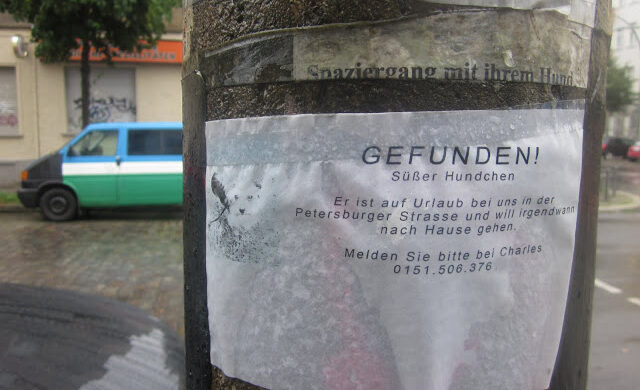 Spaziergang mit ihrem Hund
GEFUNDEN!
Süßer Hundchen
Er ist auf Urlaub bei uns in der
Petersburger Strasse und will irgendwann
nach Hause gehen.
Melden Sie bitte bei Charles
0151.506.376